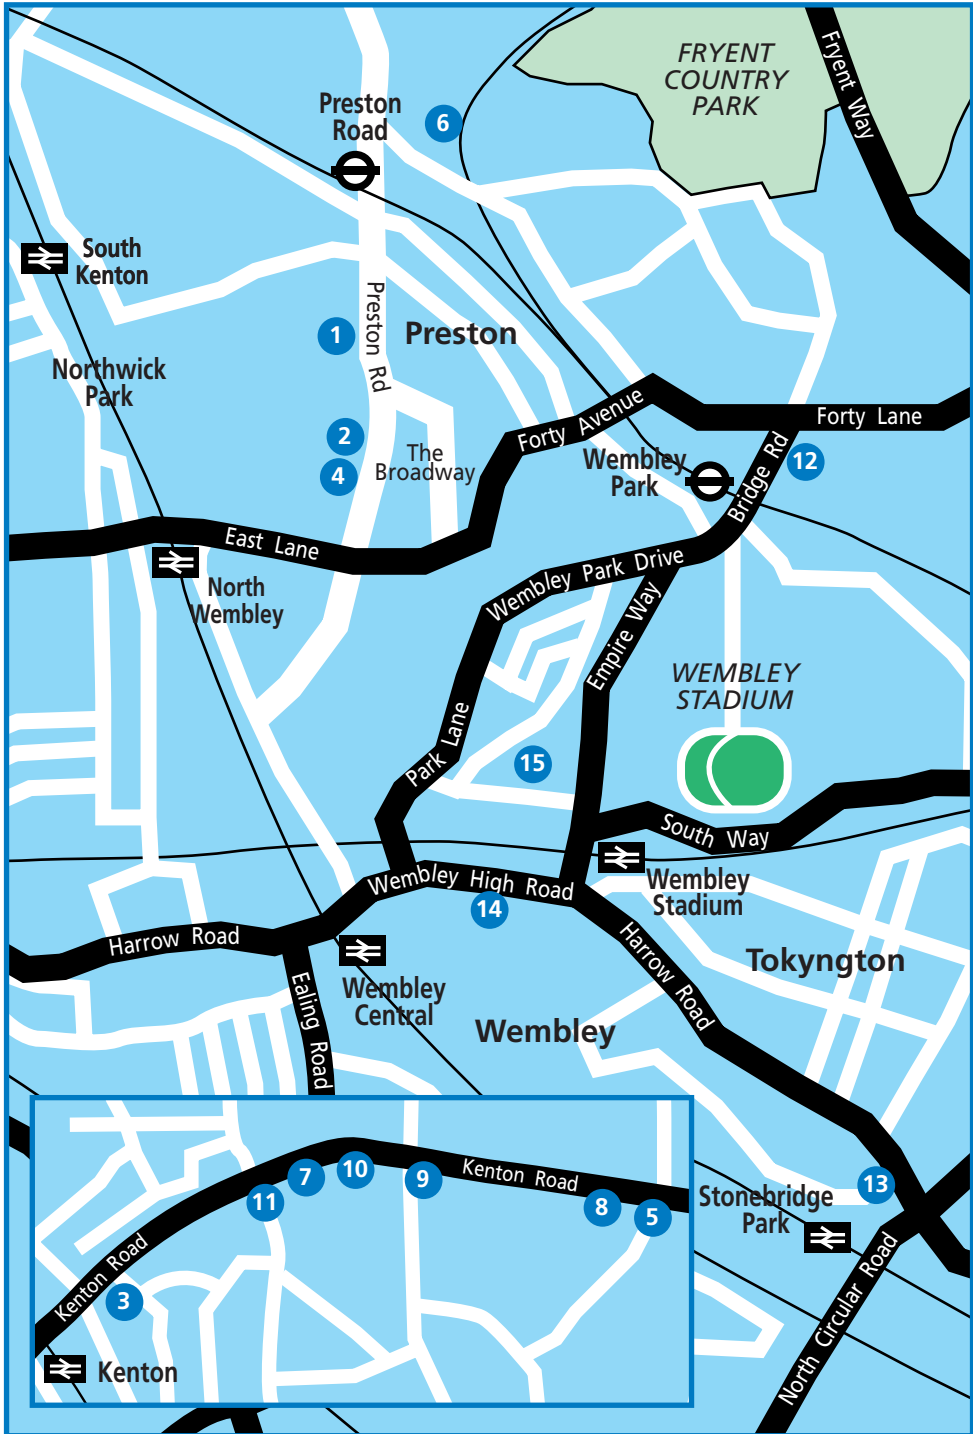 FRYENT
COUNTRY
PARK
Fryent Way
Preston
Road
6
South
Kenton
1
Preston Rd
Preston
Northwick
Park
2
4
The
Broadway
Forty Avenue
Forty Lane
Wembley
Park
Bridge Rd
12
East Lane
North
Wembley
Wembley Park Drive
Empire Way
WEMBLEY
STADIUM
Park Lane
15
South Way
Wembley High Road
14
Wembley
Stadium
Harrow Road
Harrow Road
Tokyngton
Wembley
Central
Ealing Road
Wembley
Kenton Road
7
10
9
11
8
5
Kenton Road
3
Kenton
Stonebridge
Park
13
North Circular Road